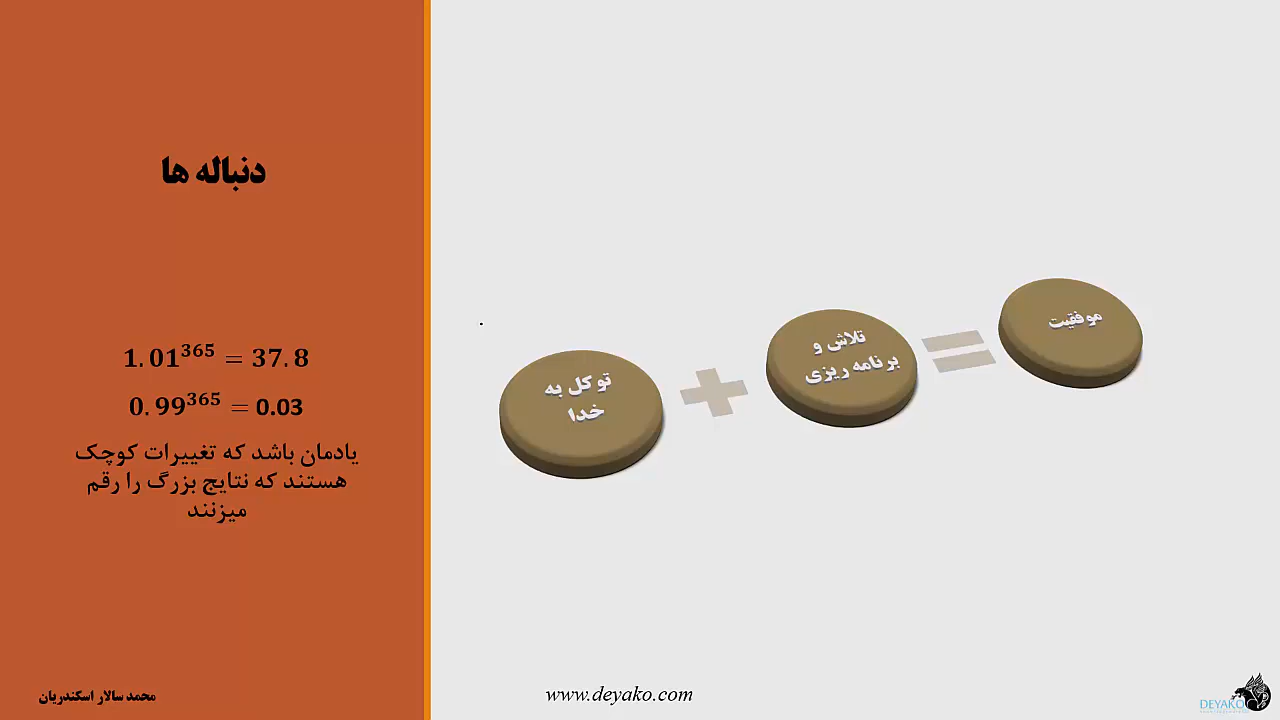 دنباله ها
1.01^365 = 37.8
0.99^365 = 0.03
یادمان باشد که تغییرات کوچک
هستند که نتایج بزرگ را رقم
میزنند
محمد سالار اسکندریان
توکل به
خدا
+
تلاش و
برنامه ریزی
=
موفقیت
www.deyako.com
DEYAKO